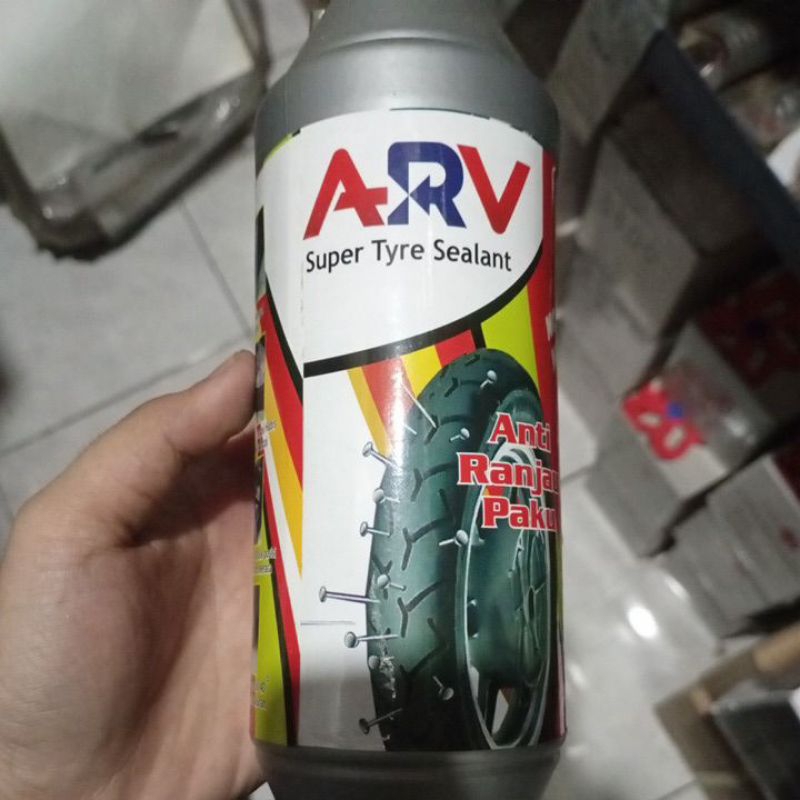 ARV
Super Tyre Sealant
Anti
Ranjau
Paku